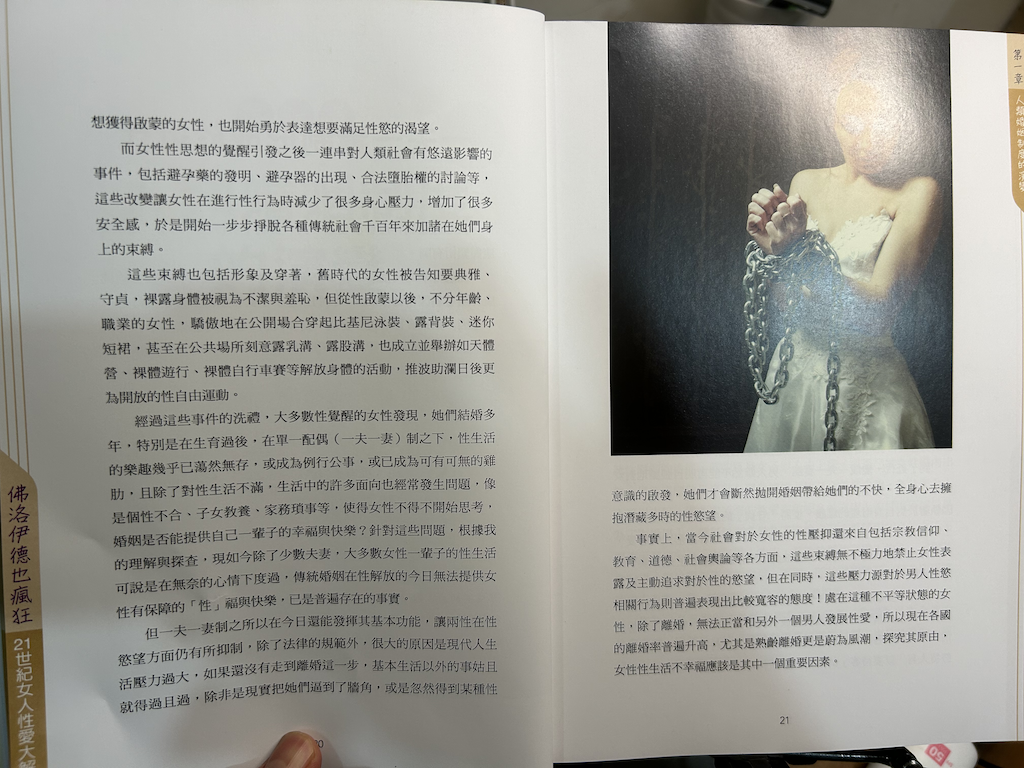 想獲得啟蒙的女性，也開始勇於表達想要滿足性慾的渴望。
而女性性思想的覺醒引發之後一連串對人類社會有悠遠影響的
事件，包括避孕藥的發明、避孕器的出現、合法墮胎權的討論等，
這些改變讓女性在進行性行為時減少了很多身心壓力，增加了很多
安全感，於是開始一步步掙脫各種傳統社會千百年來加諸在她們身
上的束縛。
這些束縛也包括形象及穿著，舊時代的女性被告知要典雅、
守貞，裸露身體被視為不潔與羞恥，但從性啟蒙以後，不分年齡、
職業的女性，驕傲地在公開場合穿起比基尼泳裝、露背裝、迷你
短裙，甚至在公共場所刻意露乳溝、露股溝，也成立並舉辦如天體
營、裸體遊行、裸體自行車賽等解放身體的活動，推波助瀾日後更
為開放的性自由運動。
經過這些事件的洗禮，大多數性覺醒的女性發現，她們結婚多
年，特別是在生育過後，在單一配偶（一夫一妻）制之下，性生活
的樂趣幾乎已蕩然無存，或成為例行公事，或已成為可有可無的雞
肋，且除了對性生活不滿，生活中的許多面向也經常發生問題，像
是個性不合、子女教養、家務瑣事等，使得女性不得不開始思考，
婚姻是否能提供自己一輩子的幸福與快樂？針對這些問題，根據我
的理解與探查，現如今除了少數夫妻，大多數女性一輩子的性生活
可說是在無奈的心情下度過，傳統婚姻在性解放的今日無法提供女
性有保障的「性」福與快樂，已是普遍存在的事實。
但一夫一妻制之所以在今日還能發揮其基本功能，讓兩性在性
慾望方面仍有所抑制，除了法律的規範外，很大的原因是現代人生
活壓力過大，如果還沒有走到離婚這一步，基本生活以外的事姑且
就得過且過，除非是現實把她們逼到了牆角，或是忽然得到某種性
佛洛伊德也瘋狂
21世紀女人性愛大解
第一章
人類婚姻制度的演變
意識的啟發，她們才會斷然拋開婚姻帶給她們的不快，全身心去擁
抱潛藏多時的性慾望。
事實上，當今社會對於女性的性壓抑還來自包括宗教信仰、
教育、道德、社會輿論等各方面，這些束縛無不極力地禁止女性表
露及主動追求對於性的慾望，但在同時，這些壓力源對於男人性慾
相關行為則普遍表現出比較寬容的態度！處在這種不平等狀態的女
性，除了離婚，無法正當和另外一個男人發展性愛，所以現在各國
的離婚率普遍升高，尤其是熟齡離婚更是蔚為風潮，探究其原由，
女性性生活不幸福應該是其中一個重要因素。
21
50